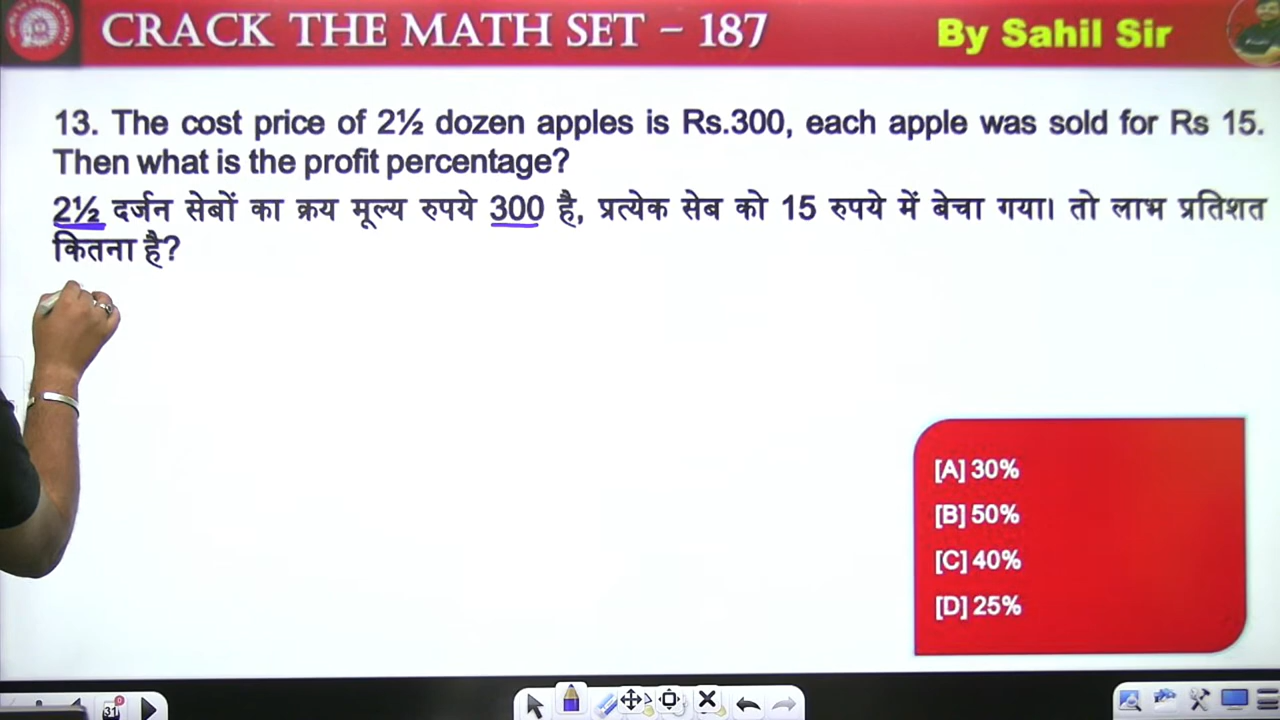 CRACK THE MATH SET – 187
By Sahil Sir
13. The cost price of 2½ dozen apples is Rs.300, each apple was sold for Rs 15.
Then what is the profit percentage?
2½ दर्जन सेबों का क्रय मूल्य रुपये 300 है, प्रत्येक सेब को 15 रुपये में बेचा गया। तो लाभ प्रतिशत
कितना है?
[A] 30%
[B] 50%
[C] 40%
[D] 25%
31